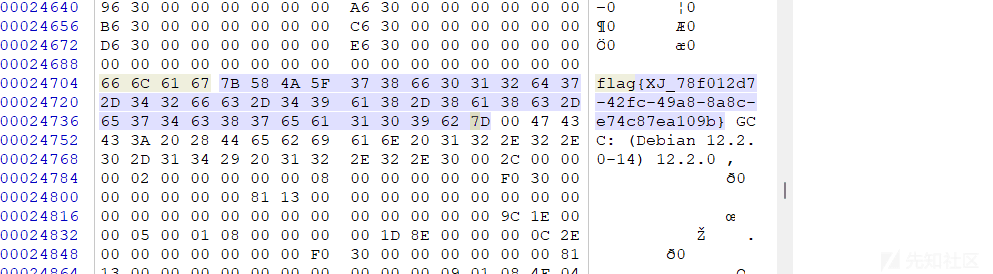 00024640 96 30 00 00 00 00 00 00 A6 30 00 00 00 00 00 00 –0 ¦0
00024656 B6 30 00 00 00 00 00 00 C6 30 00 00 00 00 00 00 ¶0 Æ0
00024672 D6 30 00 00 00 00 00 00 E6 30 00 00 00 00 00 00 Ö0 æ0
00024688 00 00 00 00 00 00 00 00 00 00 00 00 00 00 00 00
00024704 66 6C 61 67 7B 58 4A 5F 37 38 66 30 31 32 64 37 flag{XJ_78f012d7
00024720 2D 34 32 66 63 2D 34 39 61 38 2D 38 61 38 63 2D -42fc-49a8-8a8c-
00024736 65 37 34 63 38 37 65 61 31 30 39 62 7D 00 47 43 e74c87ea109b} GC
00024752 43 3A 20 28 44 65 62 69 61 6E 20 31 32 2E 32 2E C: (Debian 12.2.
00024768 30 2D 31 34 29 20 31 32 2E 32 2E 30 00 2C 00 00 0-14) 12.2.0 ,
00024784 00 02 00 00 00 00 00 08 00 00 00 00 00 F0 30 00 ð0
00024800 00 00 00 00 00 81 13 00 00 00 00 00 00 00 00 00
00024816 00 00 00 00 00 00 00 00 00 00 00 00 00 9C 1E 00 œ
00024832 00 05 00 01 08 00 00 00 00 1D 8E 00 00 00 0C 2E Ž .
00024848 00 00 00 00 00 00 F0 30 00 00 00 00 00 00 81 ð0
00024864 13 00 00 00 00 00 00 00 00 09 01 08 4E 04
先知社区